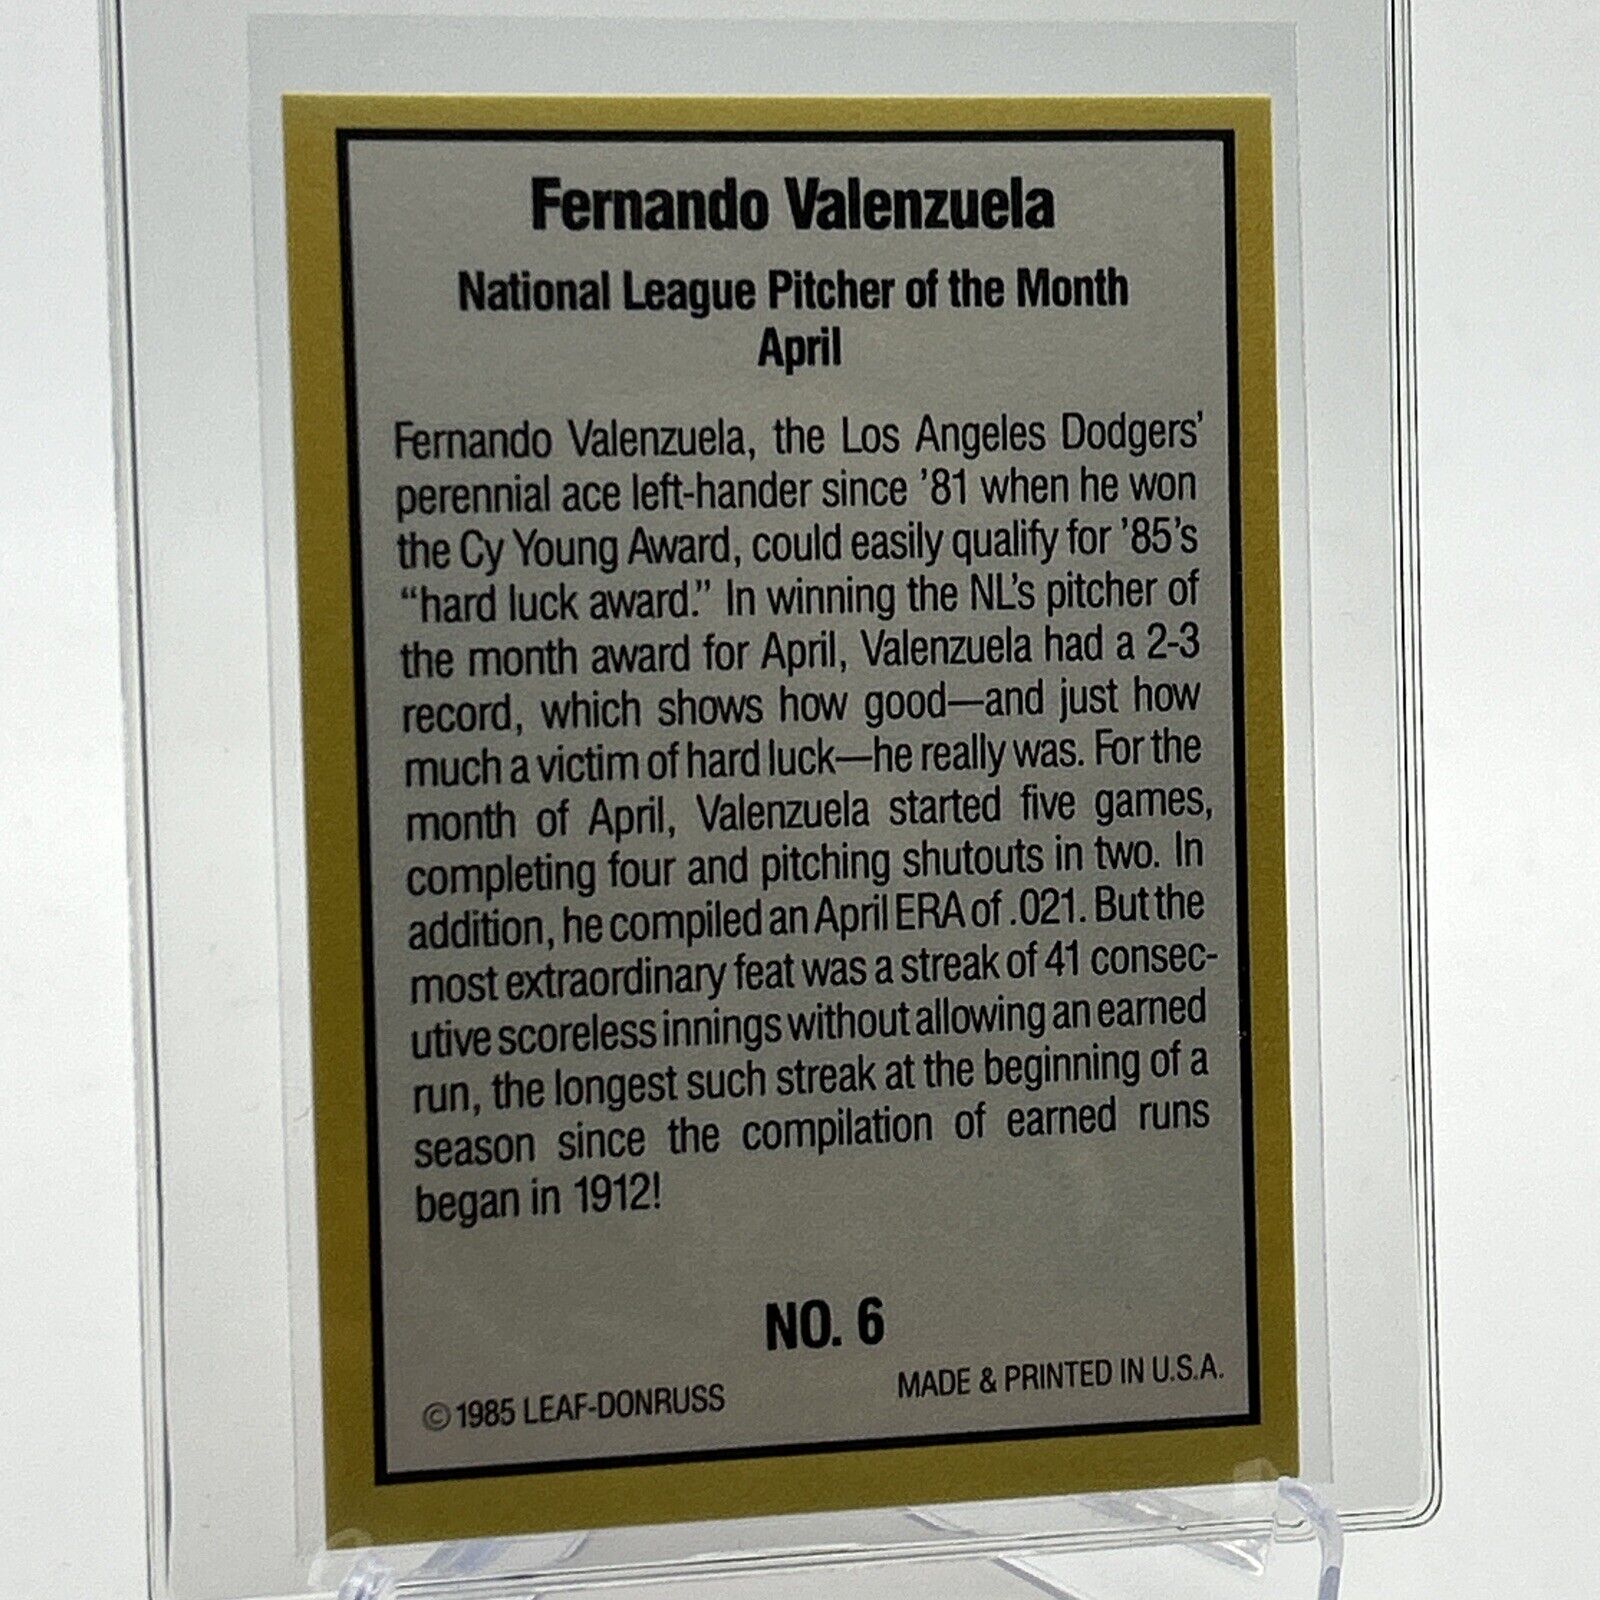 Fernando Valenzuela
National League Pitcher of the Month
April
Fernando Valenzuela, the Los Angeles Dodgers'
perennial ace left-hander since '81 when he won
the Cy Young Award, could easily qualify for '85's
“hard luck award.” In winning the NL's pitcher of
the month award for April, Valenzuela had a 2-3
record, which shows how good—and just how
much a victim of hard luck—he really was. For the
month of April, Valenzuela started five games,
completing four and pitching shutouts in two. In
addition, he compiled an April ERA of .021. But the
most extraordinary feat was a streak of 41 consec-
utive scoreless innings without allowing an earned
run, the longest such streak at the beginning of a
season since the compilation of earned runs
began in 1912!
NO. 6
© 1985 LEAF-DONRUSS
MADE & PRINTED IN U.S.A.